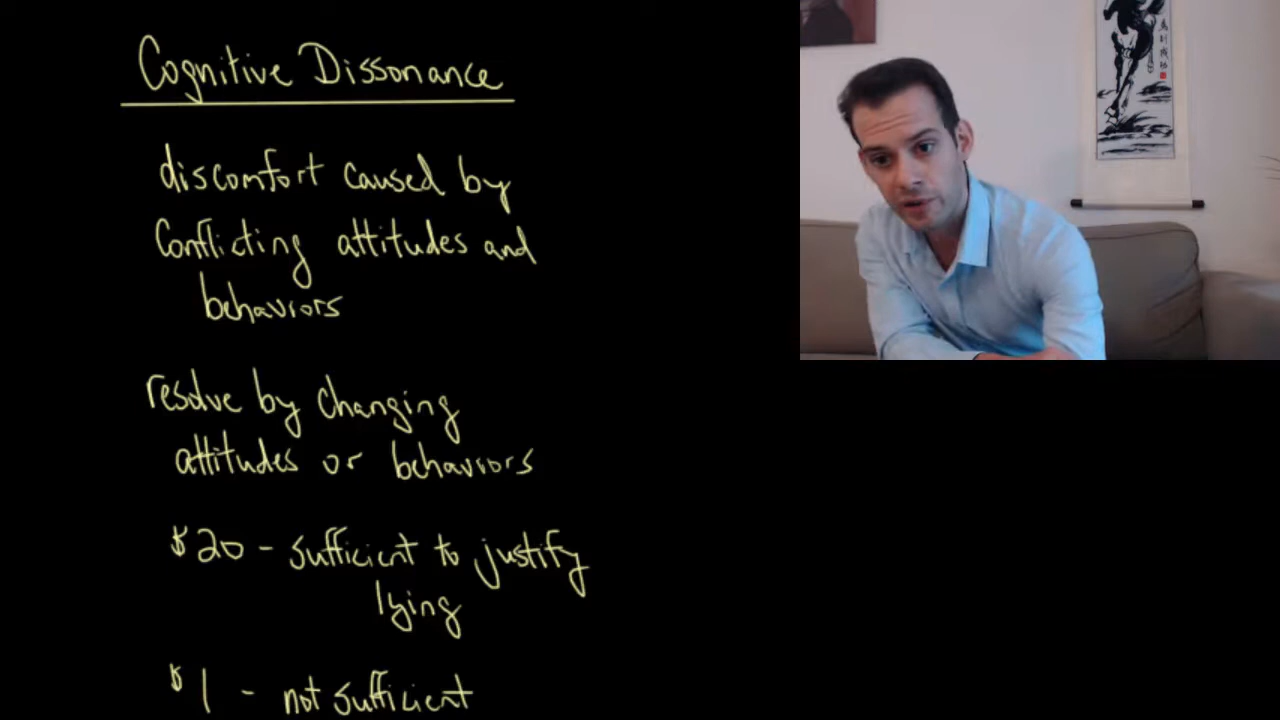 Cognitive Dissonance
discomfort caused by
conflicting attitudes and
behaviors
resolve by changing
attitudes or behaviors
$20 - sufficient to justify
lying
$1 - not sufficient